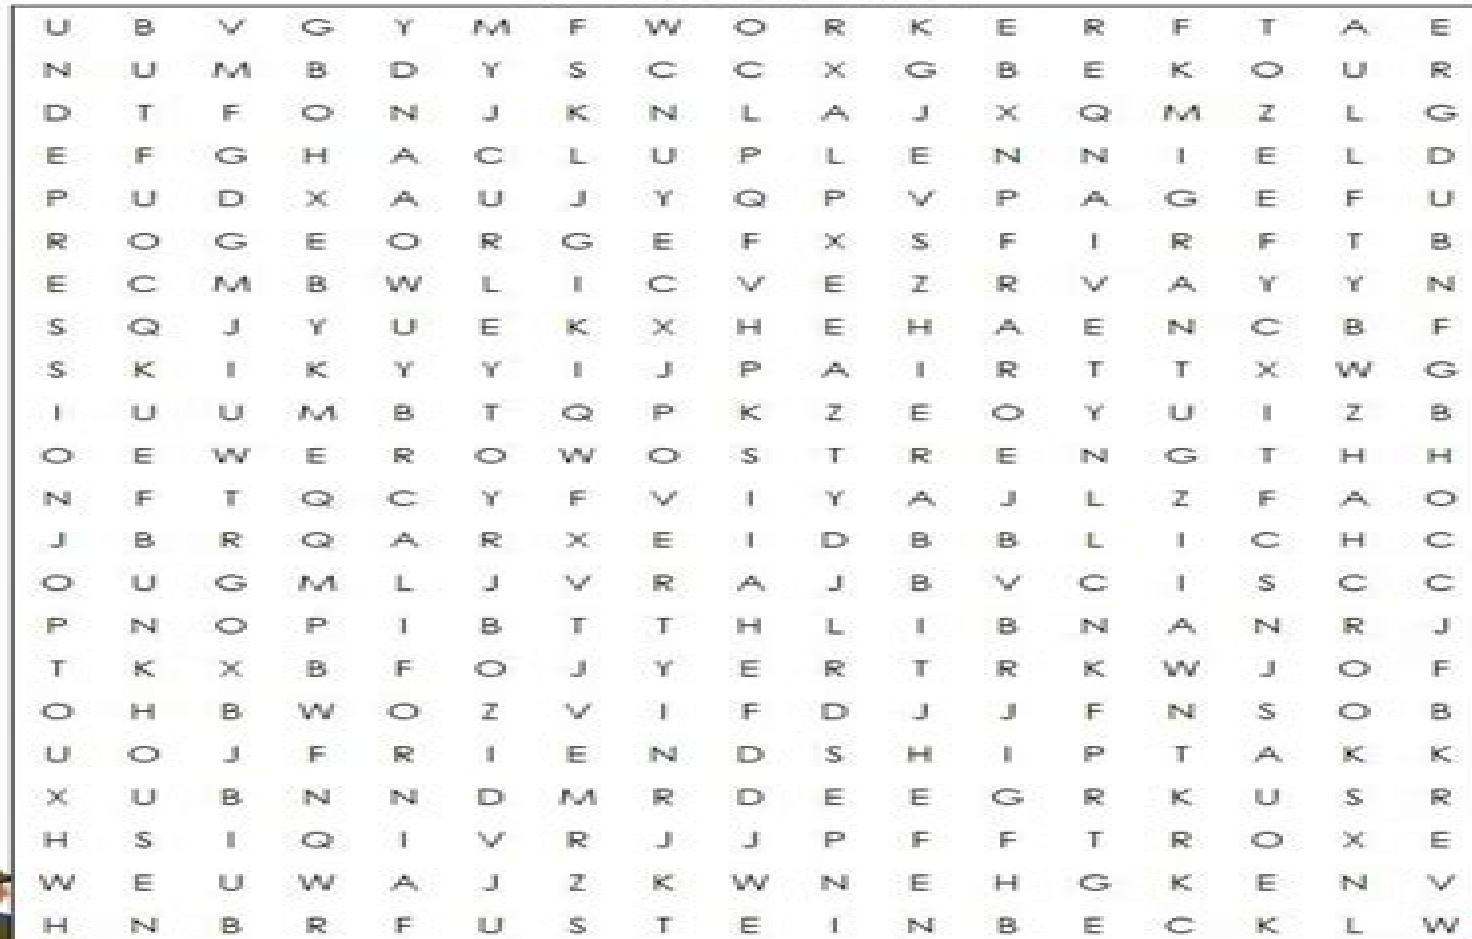 U B V G Y M F W O R K E R F T A E
N U M B D Y S C C X G B E K O U R
D T F O N J K N L A J X Q M Z L G
E F G H A C L U P L E N N I E L D
P U D X A U J Y Q P V P A G E F U
R O G E O R G E F X S F I R F T B
E C M B W L I C V E Z R V A Y Y N
S Q J Y U E K X H E H A E N C B F
S K I K Y Y I J P A I R T T X W G
I U U M B T Q P K Z E O Y U I Z B
O E W E R O W O S T R E N G T H H
N F T Q C Y F V I Y A J L Z F A O
J B R Q A R X E I D B B L I C H C
O U G M L J V R A J B V C I S C C
P N O P I B T T H L I B N A N R J
T K X B F O J Y E R T R K W J O F
O H B W O Z V I F D J J F N S O B
U O J F R I E N D S H I P T A K K
X U B N N D M R D E E G R K U S R
H S I Q I V R J J P F F T R O X E
W E U W A J Z K W N E H G K E N V
H N B R F U S T E I N B E C K L W